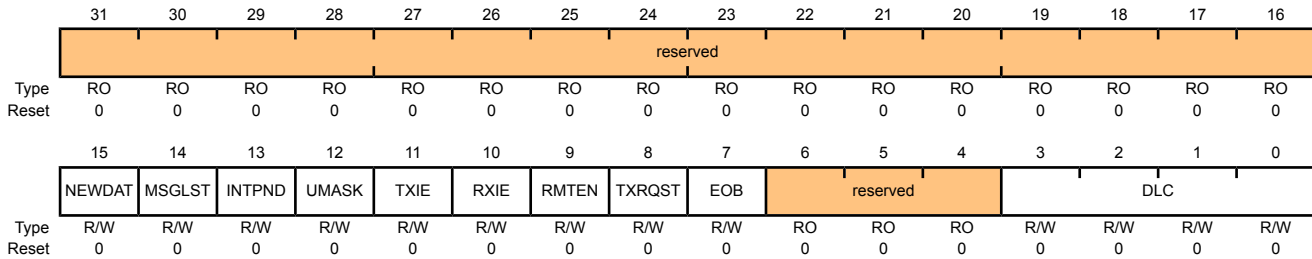 31 30 29 28 27 26 25 24 23 22 21 20 19 18 17 16
reserved
Type RO RO RO RO RO RO RO RO RO RO RO RO RO RO RO RO
Reset 0 0 0 0 0 0 0 0 0 0 0 0 0 0 0 0
15 14 13 12 11 10 9 8 7 6 5 4 3 2 1 0
NEWDAT MSGLST INTPND UMASK TXIE RXIE RMTEN TXRQST EOB reserved DLC
Type R/W R/W R/W R/W R/W R/W R/W R/W R/W RO RO RO R/W R/W R/W R/W
Reset 0 0 0 0 0 0 0 0 0 0 0 0 0 0 0 0